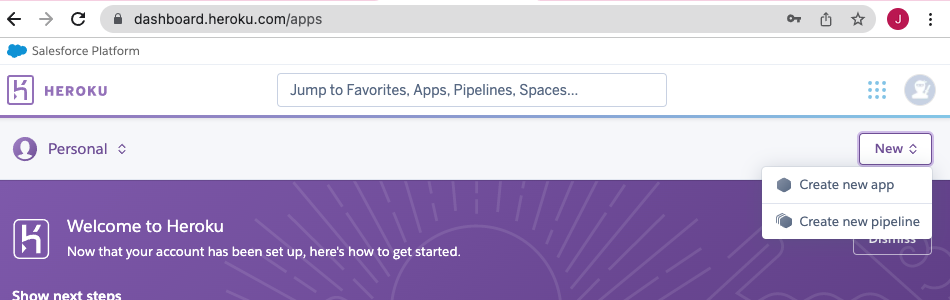 dashboard.heroku.com/apps
J
Salesforce Platform
HEROKU
Jump to Favorites, Apps, Pipelines, Spaces...
Personal
New
Create new app
Create new pipeline
Welcome to Heroku
Now that your account has been set up, here's how to get started.
Dismiss
Show next steps